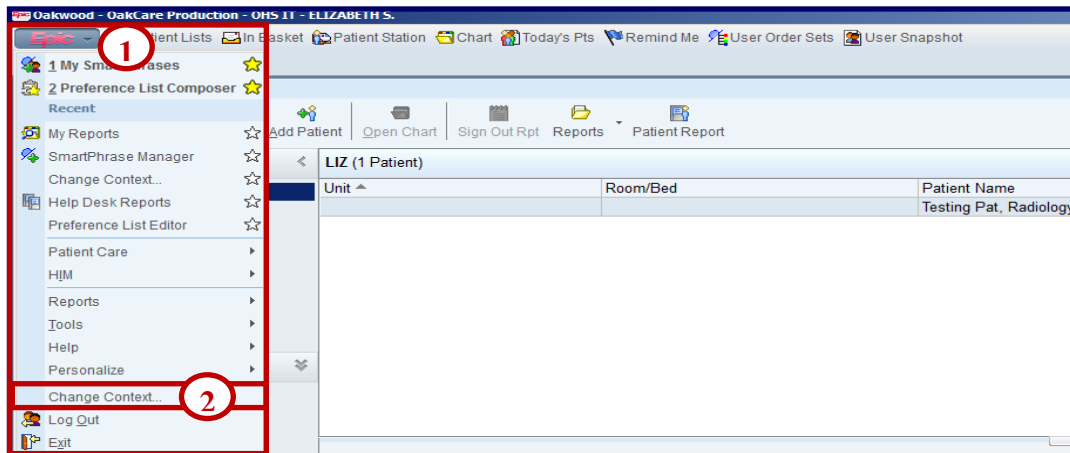 Epic Oakwood - OakCare Production - OHS IT - ELIZABETH S.
Epic 1 ient Lists In Basket Patient Station Chart Today's Pts Remind Me User Order Sets User Snapshot
1 My Sma rases
2 Preference List Composer
Recent
My Reports
SmartPhrase Manager
Change Context...
Help Desk Reports
Preference List Editor
Patient Care
HIM
Reports
Tools
Help
Personalize
Change Context... 2
Log Out
Exit
Add Patient Open Chart Sign Out Rpt Reports Patient Report
LIZ (1 Patient)
Unit Room/Bed Patient Name
Testing Pat, Radiology